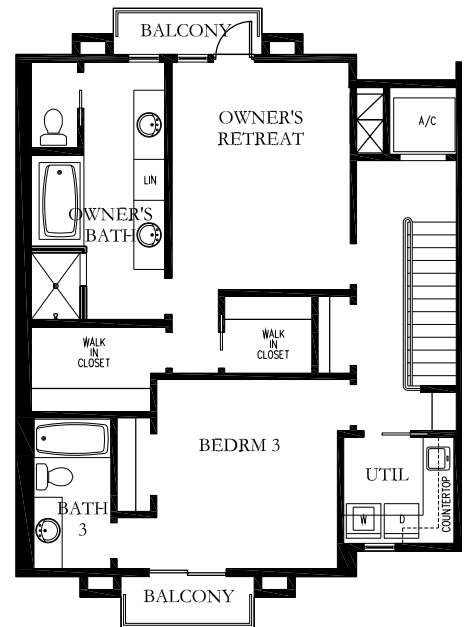 BALCONY
OWNER'S
RETREAT
A/C
LIN
OWNER'S
BATH
WALK
IN
CLOSET
WALK
IN
CLOSET
BEDRM 3
UTIL
COUNTERTOP
BATH
3
W
D
BALCONY